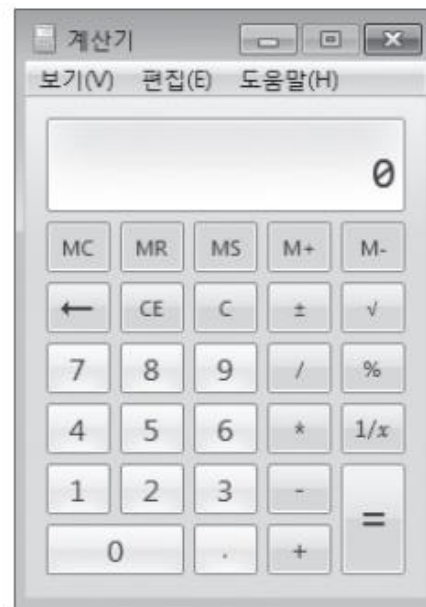 계산기
보기(V) 편집(E) 도움말(H)
0
MC MR MS M+ M-
← CE C ± √
7 8 9 / %
4 5 6 * 1/x
1 2 3 - =
0 . +